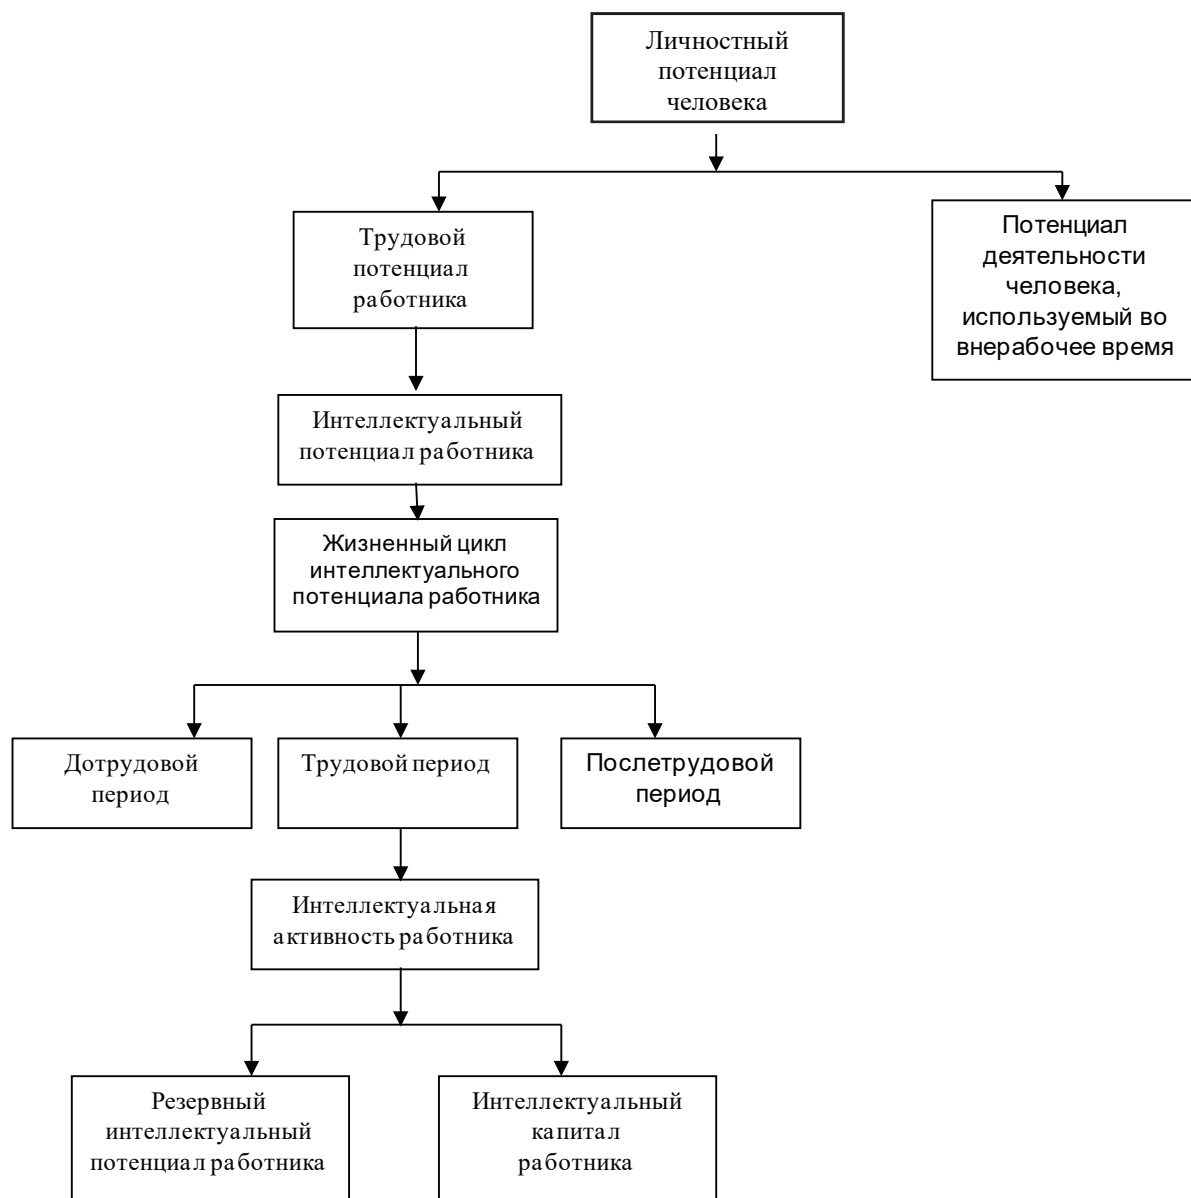 Личностный
потенциал
человека
Трудовой
потенциал
работника
Потенциал
деятельности
человека,
используемый во
внерабочее время
Интеллектуальный
потенциал работника
Жизненный цикл
интеллектуального
потенциала работника
Дотрудовой
период
Трудовой период
Послетрудовой
период
Интеллектуальная
активность работника
Резервный
интеллектуальный
потенциал работника
Интеллектуальный
капитал
работника